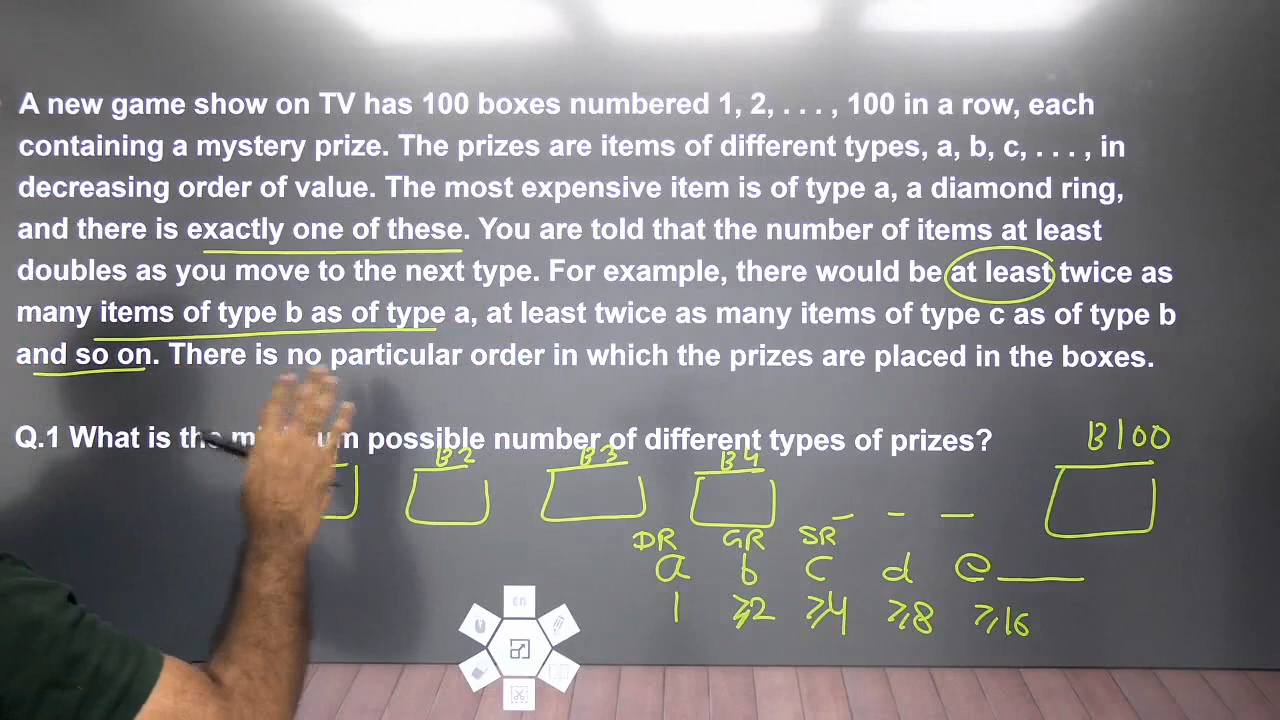 A new game show on TV has 100 boxes numbered 1, 2, . . . , 100 in a row, each
containing a mystery prize. The prizes are items of different types, a, b, c, . . . , in
decreasing order of value. The most expensive item is of type a, a diamond ring,
and there is exactly one of these. You are told that the number of items at least
doubles as you move to the next type. For example, there would be at least twice as
many items of type b as of type a, at least twice as many items of type c as of type b
and so on. There is no particular order in which the prizes are placed in the boxes.
Q.1 What is possible number of different types of prizes?
B100
B2 B3 B4
DR GR SR
a b c d e
1 ≥2 ≥4 ≥8 ≥16
en